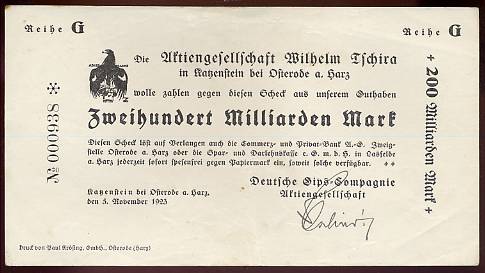 Reihe G
Reihe G
Die Aktiengesellschaft Wilhelm Tschira
in Katzenstein bei Osterode a. Harz
wolle zahlen gegen diesen Scheck aus unserem Guthaben
Zweihundert Milliarden Mark
Diesen Scheck löst auf Verlangen auch die Commerz- und Privat-Bank A.-G. Zweig-
stelle Osterode a. Harz oder die Spar- und Darlehnskasse e. G. m. b. H. in Lasfelde
a. Harz jederzeit sofort spesenfrei gegen Papiermark ein, soweit solche verfügbar. ++
Deutsche Gips-Compagnie
Aktiengesellschaft
Katzenstein bei Osterode a. Harz.
den 5. November 1923
No 000938 *
+ 200 Milliarden Mark +
Druck von Paul Krösing, GmbH., Osterode (Harz)